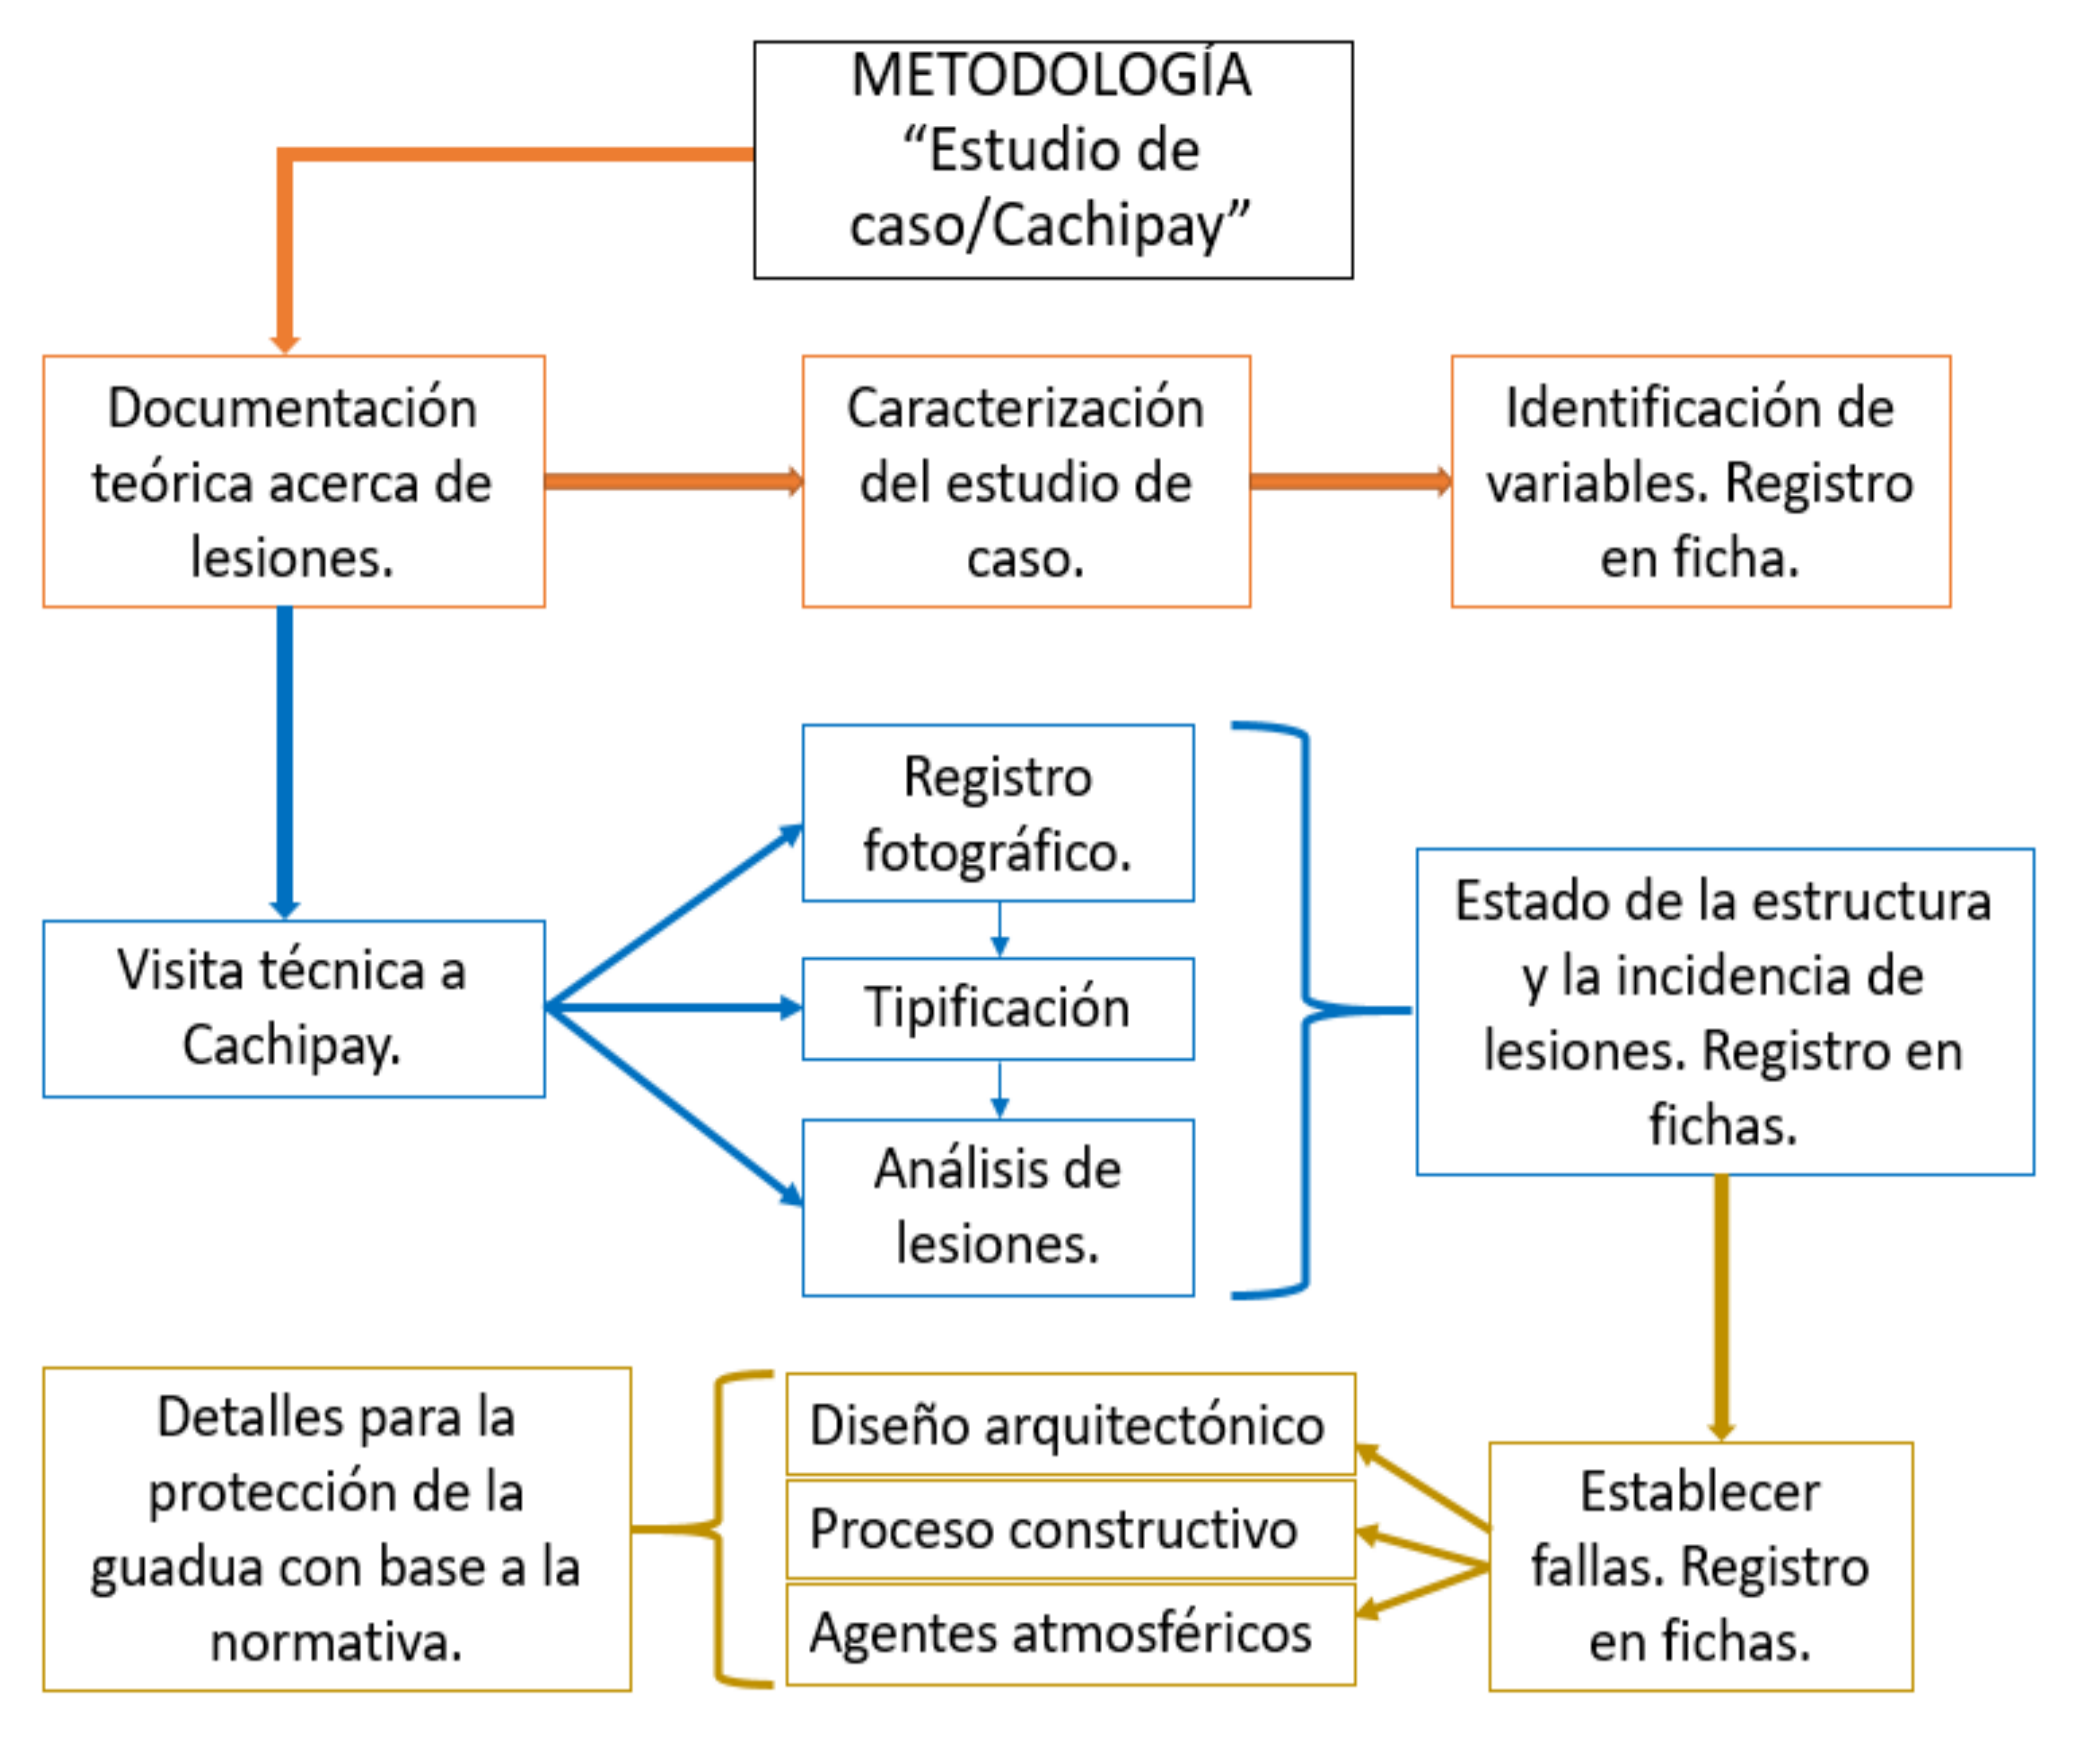 METODOLOGÍA
“Estudio de
caso/Cachipay”
Documentación
teórica acerca de
lesiones.
Caracterización
del estudio de
caso.
Identificación de
variables. Registro
en ficha.
Registro
fotográfico.
Visita técnica a
Cachipay.
Tipificación
Análisis de
lesiones.
Estado de la estructura
y la incidencia de
lesiones. Registro en
fichas.
Detalles para la
protección de la
guadua con base a la
normativa.
Diseño arquitectónico
Proceso constructivo
Agentes atmosféricos
Establecer
fallas. Registro
en fichas.